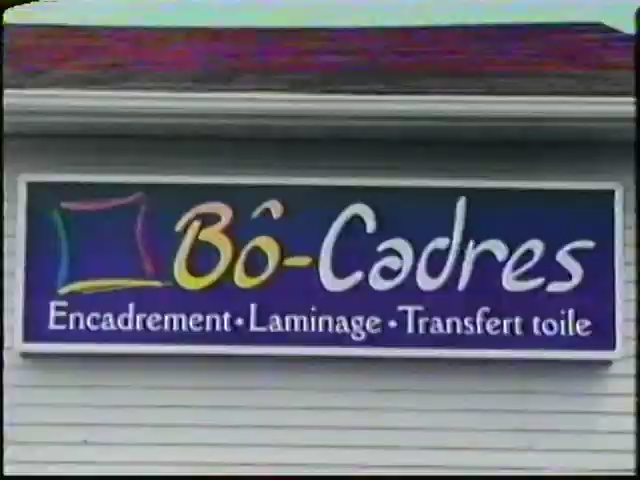 Bô-Cadres
Encadrement • Laminage • Transfert toile